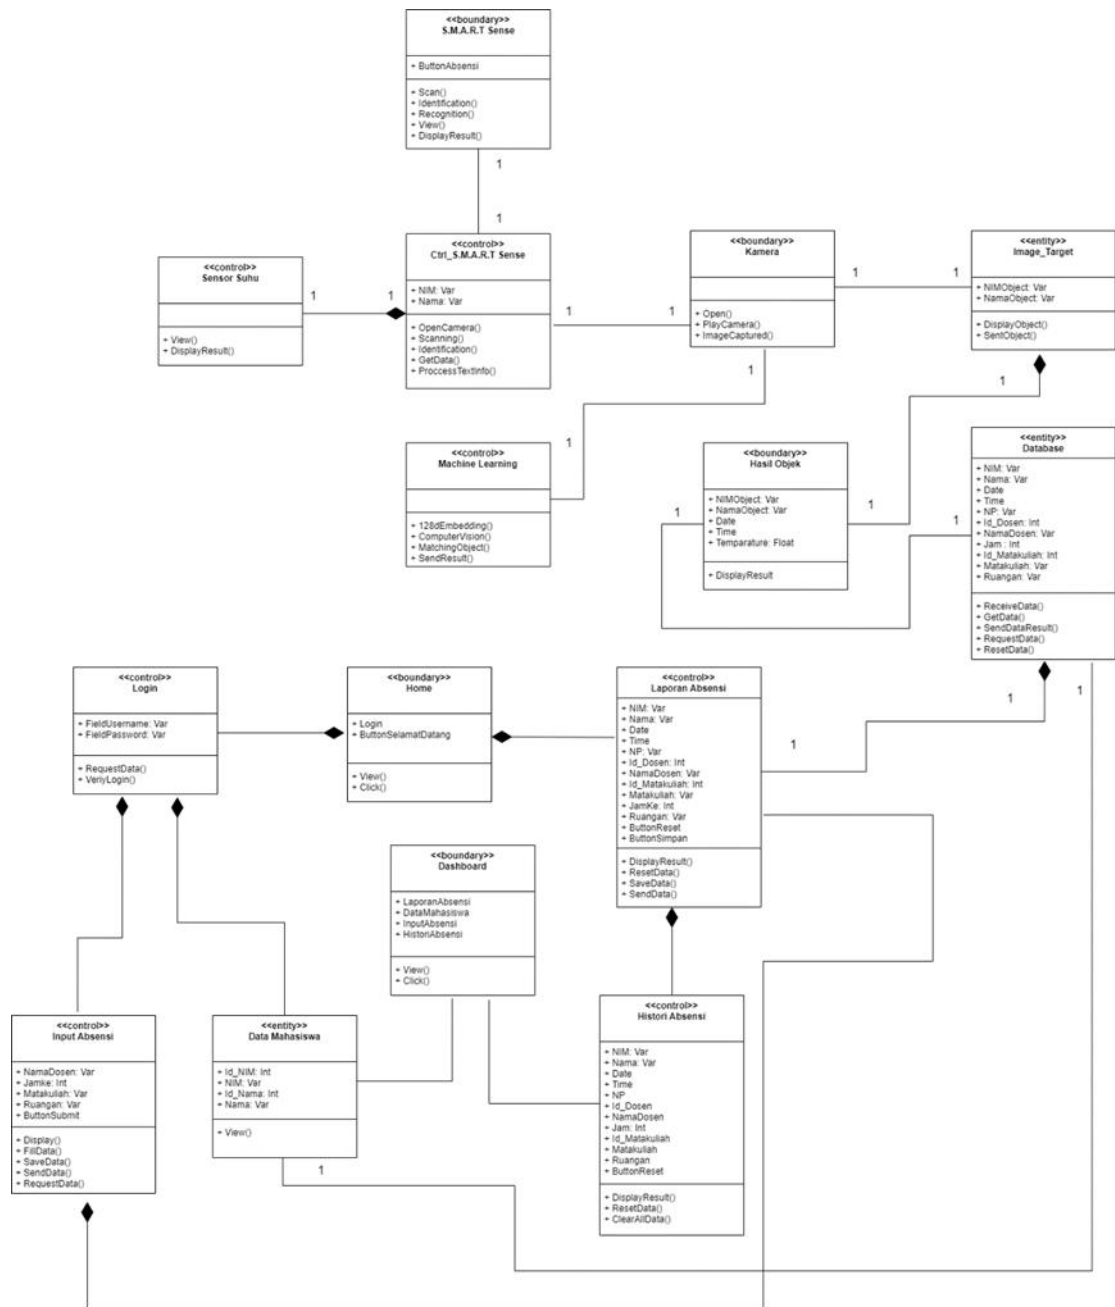 <<boundary>>
S.M.A.R.T Sense
+ ButtonAbsensi
+ Scan()
+ Identification()
+ Recognition()
+ View()
+ DisplayResult()
1
1
<<control>>
Ctrl_S.M.A.R.T Sense
+ NIM: Var
+ Nama: Var
+ OpenCamera()
+ Scanning()
+ Identification()
+ GetData()
+ ProccessTextInfo()
<<control>>
Sensor Suhu
+ View()
+ DisplayResult()
1
1
1
1
<<boundary>>
Kamera
+ Open()
+ PlayCamera()
+ ImageCaptured()
1
1
<<entity>>
Image_Target
+ NIMObject: Var
+ NamaObject: Var
+ DisplayObject()
+ SentObject()
1
1
1
1
<<control>>
Machine Learning
+ 128dEmbedding()
+ ComputerVision()
+ MatchingObject()
+ SendResult()
<<boundary>>
Hasil Objek
+ NIMObject: Var
+ NamaObject: Var
+ Date
+ Time
+ Temparature: Float
+ DisplayResult
1
1
<<entity>>
Database
+ NIM: Var
+ Nama: Var
+ Date
+ Time
+ NP: Var
+ Id_Dosen: Int
+ NamaDosen: Var
+ Jam : Int
+ Id_Matakuliah: Int
+ Matakuliah: Var
+ Ruangan: Var
+ ReceiveData()
+ GetData()
+ SendDataResult()
+ RequestData()
+ ResetData()
1
1
1
<<control>>
Login
+ FieldUsername: Var
+ FieldPassword: Var
+ RequestData()
+ VeriyLogin()
<<boundary>>
Home
+ Login
+ ButtonSelamatDatang
+ View()
+ Click()
<<control>>
Laporan Absensi
+ NIM: Var
+ Nama: Var
+ Date
+ Time
+ NP: Var
+ Id_Dosen: Int
+ NamaDosen: Var
+ Id_Matakuliah: Int
+ Matakuliah: Var
+ JamKe: Int
+ Ruangan: Var
+ ButtonReset
+ ButtonSimpan
+ DisplayResult()
+ ResetData()
+ SaveData()
+ SendData()
<<boundary>>
Dashboard
+ LaporanAbsensi
+ DataMahasiswa
+ InputAbsensi
+ HistoriAbsensi
+ View()
+ Click()
<<control>>
Input Absensi
+ NamaDosen: Var
+ Jamke: Int
+ Matakuliah: Var
+ Ruangan: Var
+ ButtonSubmit
+ Display()
+ FillData()
+ SaveData()
+ SendData()
+ RequestData()
<<entity>>
Data Mahasiswa
+ Id_NIM: Int
+ NIM: Var
+ Id_Nama: Int
+ Nama: Var
+ View()
1
<<control>>
Histori Absensi
+ NIM: Var
+ Nama: Var
+ Date
+ Time
+ NP
+ Id_Dosen
+ NamaDosen
+ Jam: Int
+ Id_Matakuliah
+ Matakuliah
+ Ruangan
+ ButtonReset
+ DisplayResult()
+ ResetData()
+ ClearAllData()